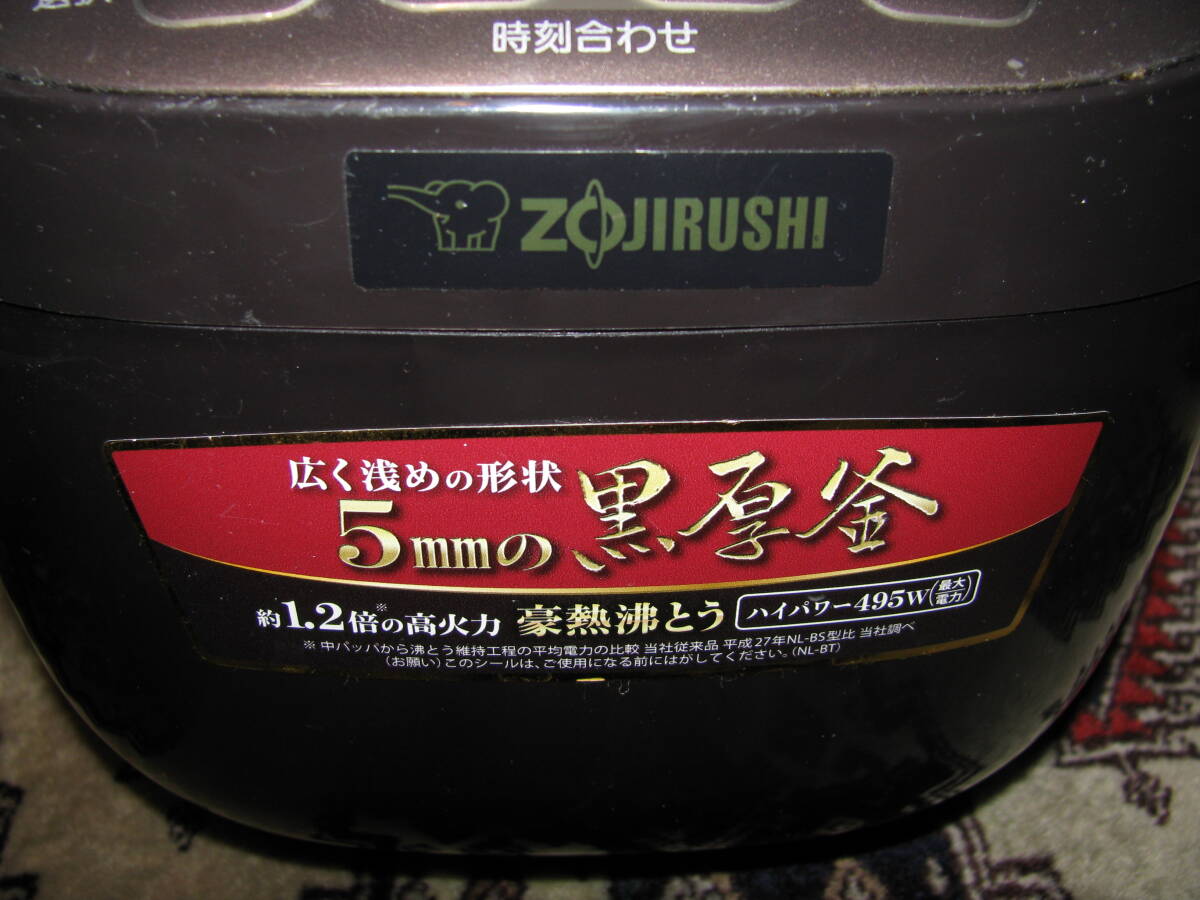 時刻合わせ
ZOJIRUSHI
広く浅めの形状
5mmの黒厚釜
約1.2倍※の高火力 豪熱沸とう ハイパワー495W(最大電力)
※ 中パッパから沸とう維持工程の平均電力の比較 当社従来品 平成27年NL-BS型比 当社調べ
(お願い)このシールは、ご使用になる前にはがしてください。(NL-BT)